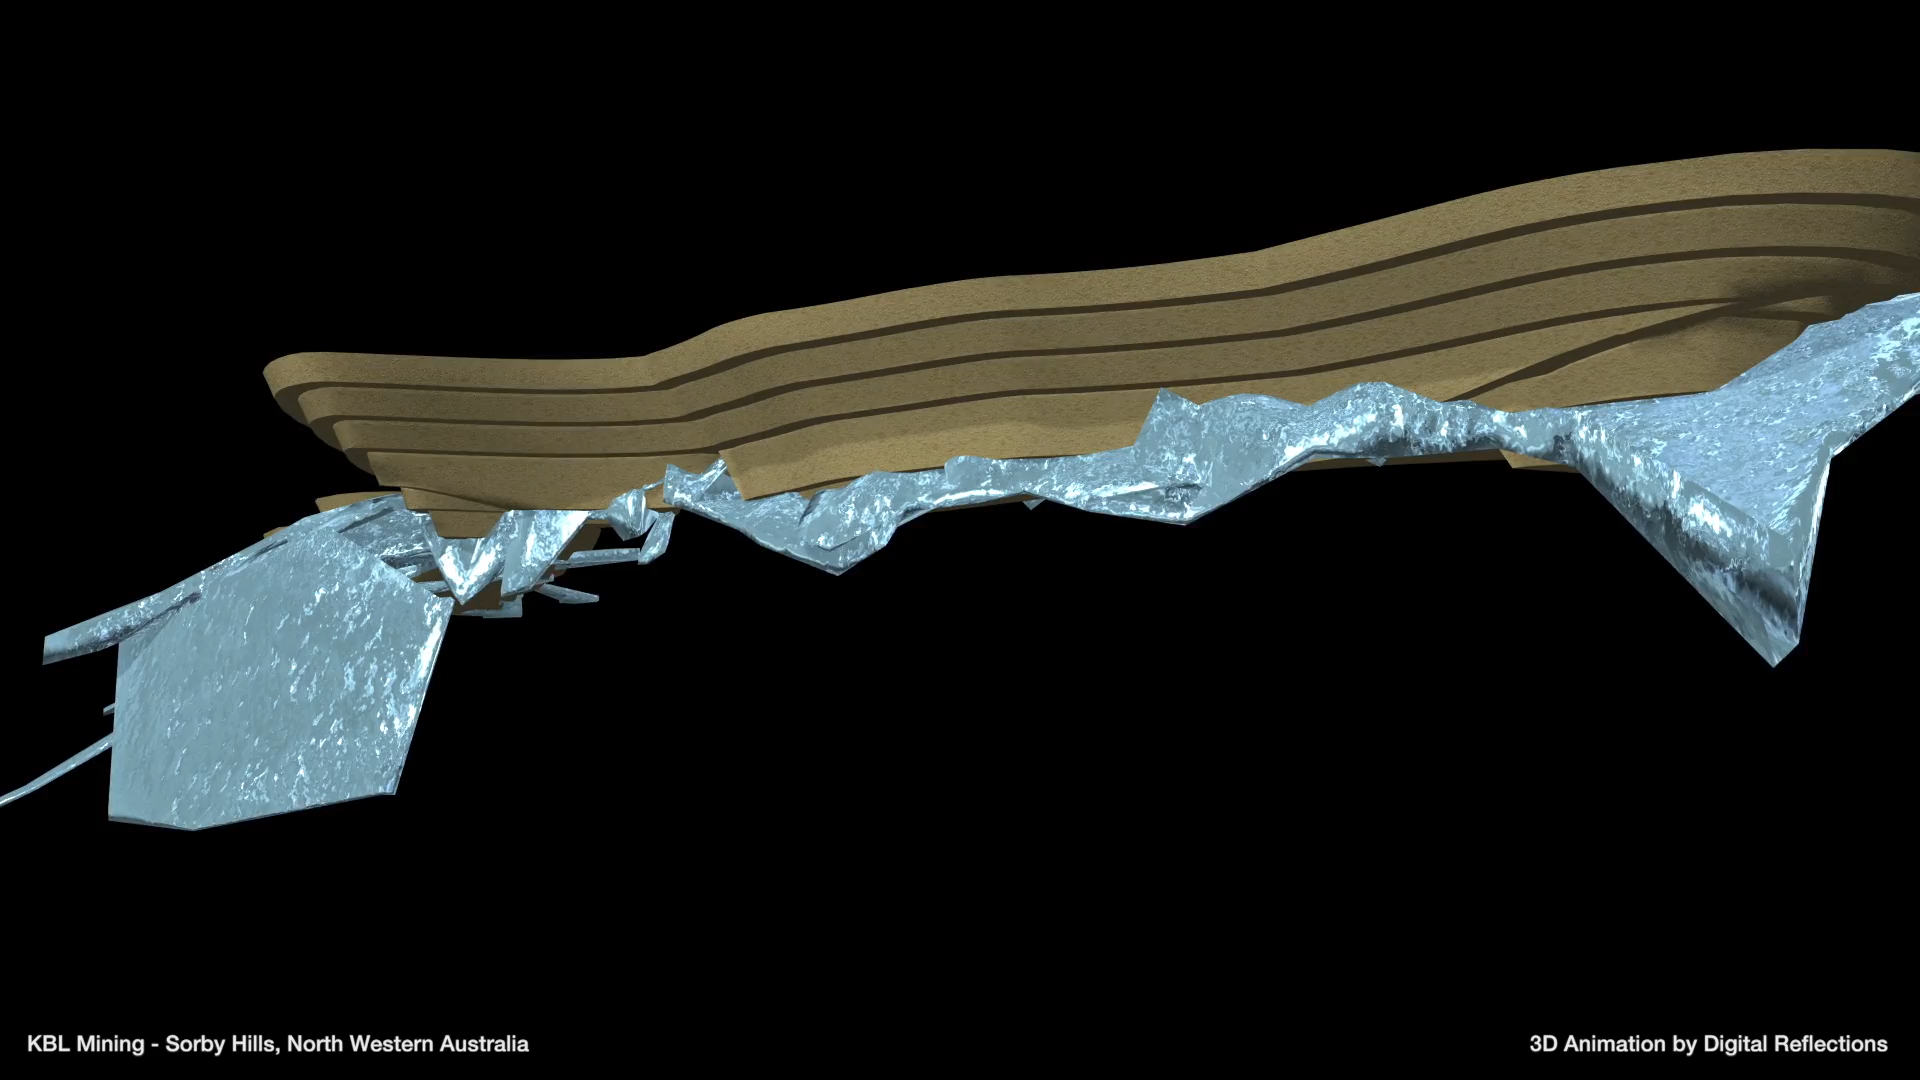 KBL Mining - Sorby Hills, North Western Australia
3D Animation by Digital Reflections